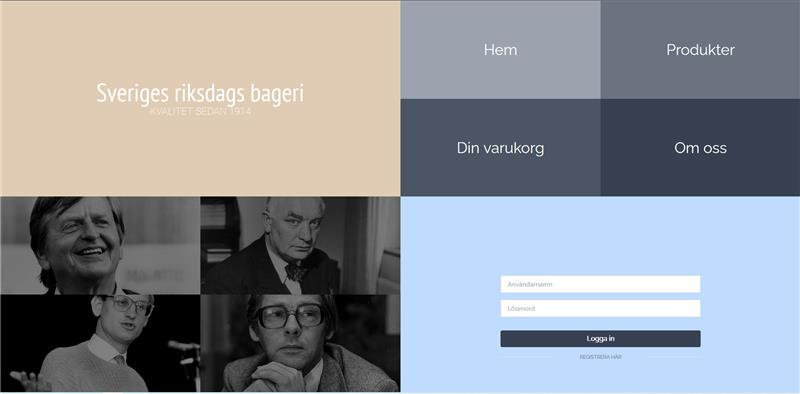 Sveriges riksdags bageri
KVALITET SEDAN 1914
Hem
Produkter
Din varukorg
Om oss
Användarnamn
Lösenord
Logga in
REGISTRERA HÄR